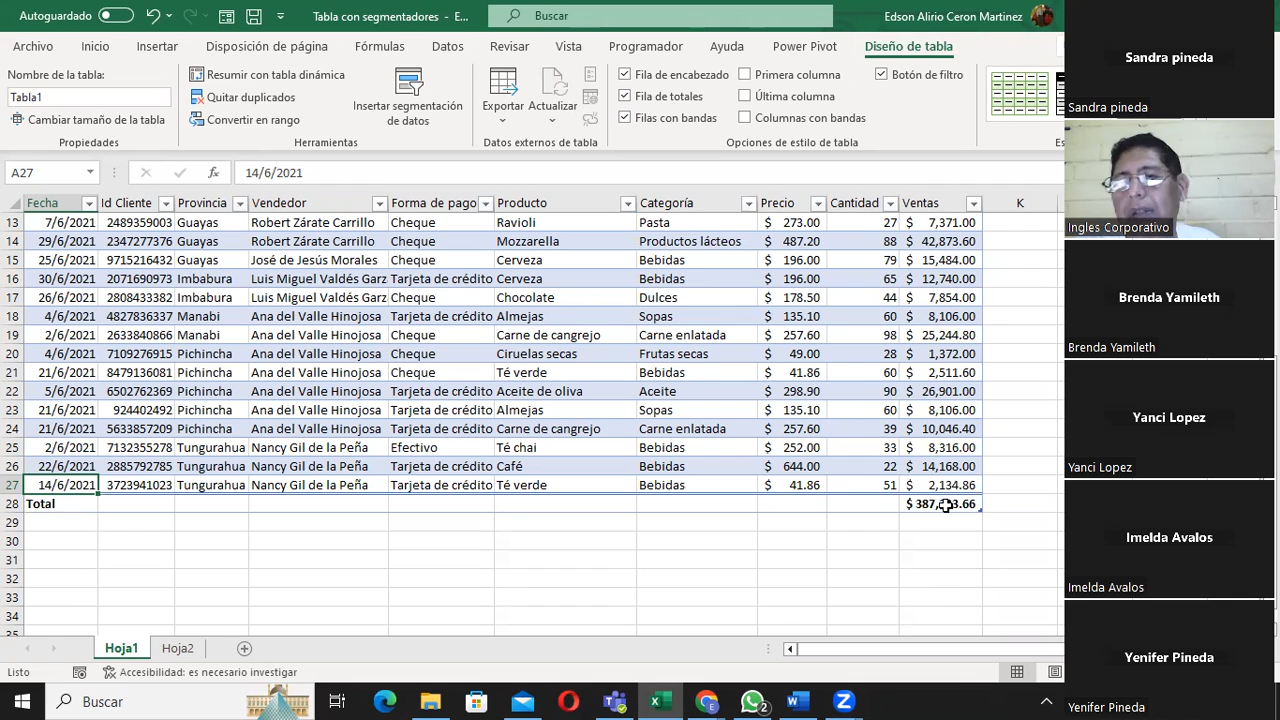 Autoguardado
Tabla con segmentadores - E...
Buscar
Edson Alirio Ceron Martinez
Archivo Inicio Insertar Disposición de página Fórmulas Datos Revisar Vista Programador Ayuda Power Pivot Diseño de tabla
Nombre de la tabla:
Tabla1
Cambiar tamaño de la tabla
Propiedades
Resumir con tabla dinámica
Quitar duplicados
Convertir en rango
Insertar segmentación de datos
Herramientas
Exportar Actualizar
Datos externos de tabla
Fila de encabezado Primera columna Botón de filtro
Fila de totales Última columna
Filas con bandas Columnas con bandas
Opciones de estilo de tabla
Es
A27 fx 14/6/2021
Fecha Id Cliente Provincia Vendedor Forma de pago Producto Categoría Precio Cantidad Ventas K
13 7/6/2021 2489359003 Guayas Robert Zárate Carrillo Cheque Ravioli Pasta $ 273.00 27 $ 7,371.00
14 29/6/2021 2347277376 Guayas Robert Zárate Carrillo Cheque Mozzarella Productos lácteos $ 487.20 88 $ 42,873.60
15 25/6/2021 9715216432 Guayas José de Jesús Morales Cheque Cerveza Bebidas $ 196.00 79 $ 15,484.00
16 30/6/2021 2071690973 Imbabura Luis Miguel Valdés Garz Tarjeta de crédito Cerveza Bebidas $ 196.00 65 $ 12,740.00
17 26/6/2021 2808433382 Imbabura Luis Miguel Valdés Garz Cheque Chocolate Dulces $ 178.50 44 $ 7,854.00
18 4/6/2021 4827836337 Manabi Ana del Valle Hinojosa Cheque Almejas Sopas $ 135.10 60 $ 8,106.00
19 2/6/2021 2633840866 Manabi Ana del Valle Hinojosa Cheque Carne de cangrejo Carne enlatada $ 257.60 98 $ 25,244.80
20 4/6/2021 7109276915 Pichincha Ana del Valle Hinojosa Cheque Ciruelas secas Frutas secas $ 49.00 28 $ 1,372.00
21 21/6/2021 8479136081 Pichincha Ana del Valle Hinojosa Cheque Té verde Bebidas $ 41.86 60 $ 2,511.60
22 5/6/2021 6502762369 Pichincha Ana del Valle Hinojosa Tarjeta de crédito Aceite de oliva Aceite $ 298.90 90 $ 26,901.00
23 21/6/2021 924402492 Pichincha Ana del Valle Hinojosa Tarjeta de crédito Almejas Sopas $ 135.10 60 $ 8,106.00
24 21/6/2021 5633857209 Pichincha Ana del Valle Hinojosa Tarjeta de crédito Carne de cangrejo Carne enlatada $ 257.60 39 $ 10,046.40
25 2/6/2021 7132355278 Tungurahua Nancy Gil de la Peña Efectivo Té chai Bebidas $ 252.00 33 $ 8,316.00
26 22/6/2021 2885792785 Tungurahua Nancy Gil de la Peña Tarjeta de crédito Café Bebidas $ 644.00 22 $ 14,168.00
27 14/6/2021 3723941023 Tungurahua Nancy Gil de la Peña Tarjeta de crédito Té verde Bebidas $ 41.86 51 $ 2,134.86
28 Total
29
30
31
32
33
34
35
Hoja1 Hoja2
Listo Accesibilidad: es necesario investigar
Buscar
2
Sandra pineda
Sandra pineda
Ingles Corporativo
Brenda Yamileth
Brenda Yamileth
Yanci Lopez
Yanci Lopez
Imelda Avalos
Imelda Avalos
Yenifer Pineda
Yenifer Pineda